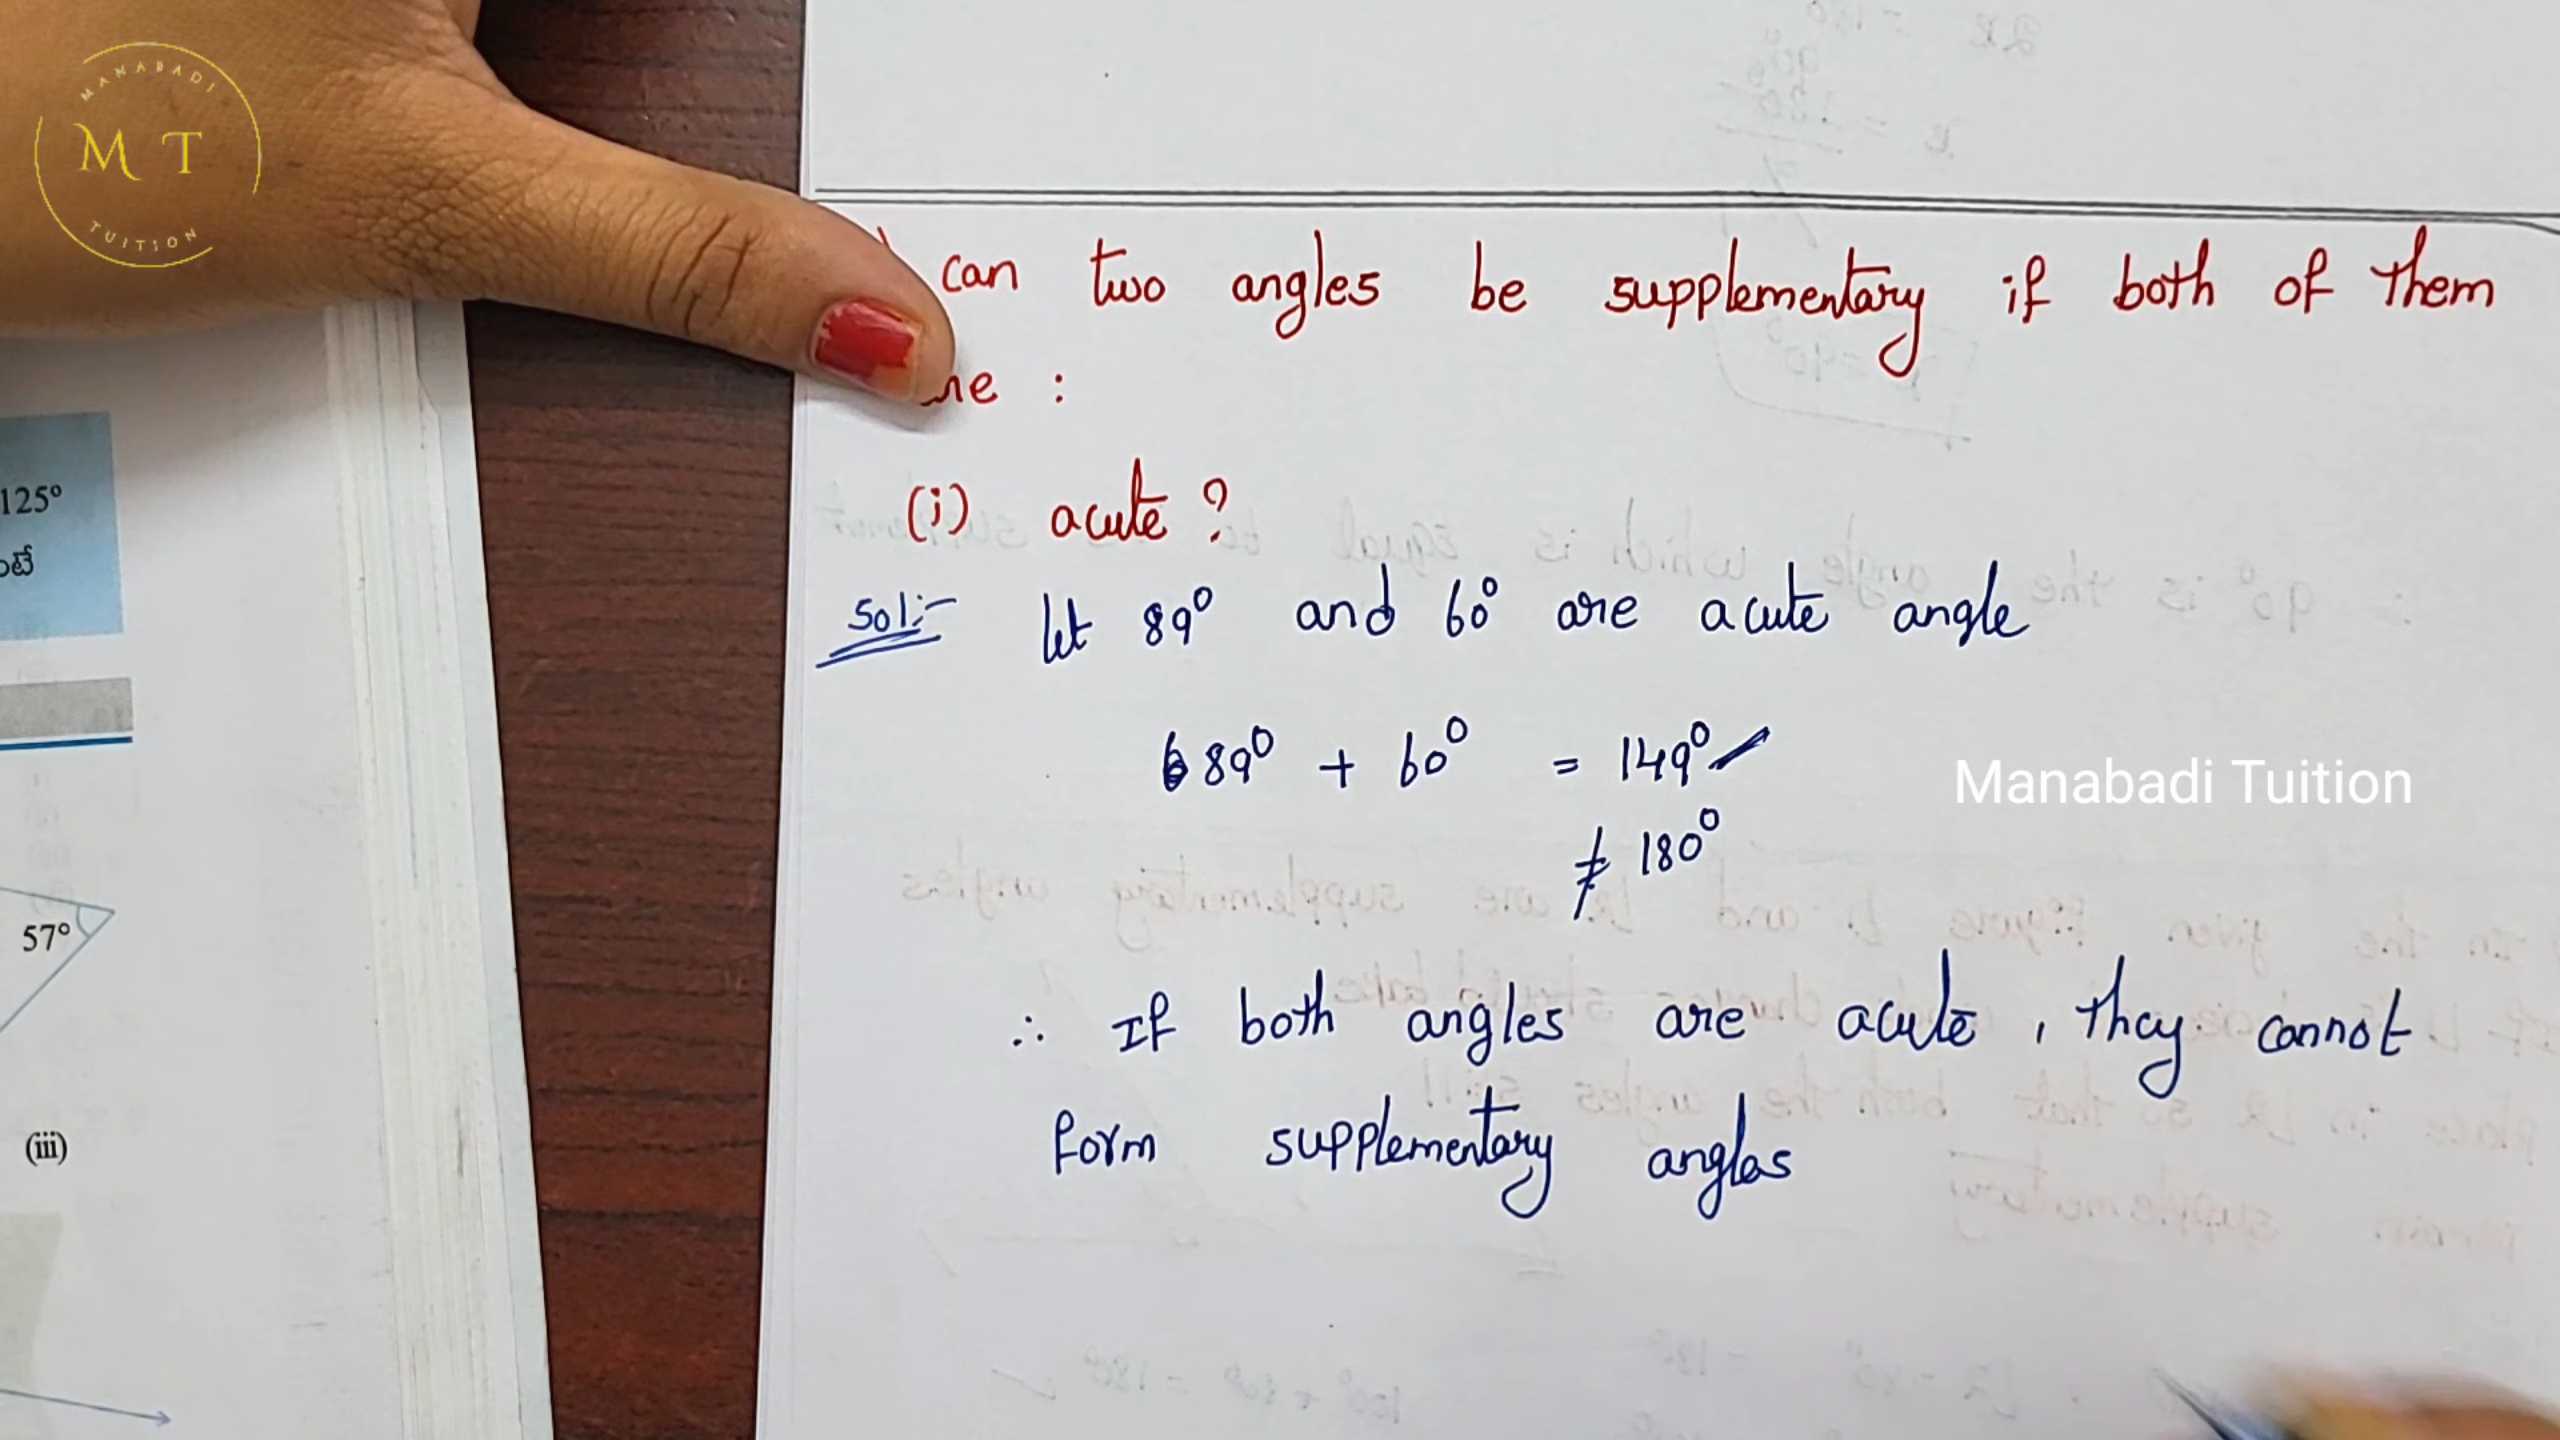 MANABADI
M T
TUITION
125°
ంటే
57°
(iii)
can two angles be supplementary if both of them
:
(i) acute ?
Sol:-
let 89° and 60° are acute angle
89° + 60° = 149°
≠ 180°
Manabadi Tuition
∴ If both angles are acute, they cannot
form supplementary angles